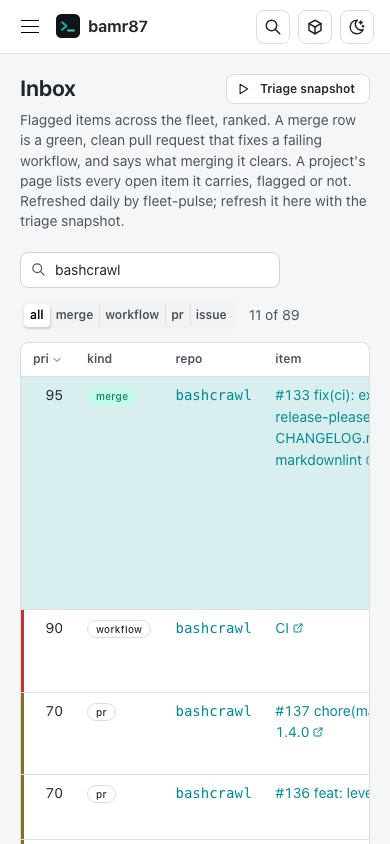 bamr87
Inbox
Triage snapshot
Flagged items across the fleet, ranked. A merge row
is a green, clean pull request that fixes a failing
workflow, and says what merging it clears. A project's
page lists every open item it carries, flagged or not.
Refreshed daily by fleet-pulse; refresh it here with the
triage snapshot.
bashcrawl
all merge workflow pr issue 11 of 89
pri kind repo item
95 merge bashcrawl #133 fix(ci):
release-please
markdownlint
90 workflow bashcrawl CI
70 pr bashcrawl #137
1.4.0
70 pr bashcrawl #136 feat: